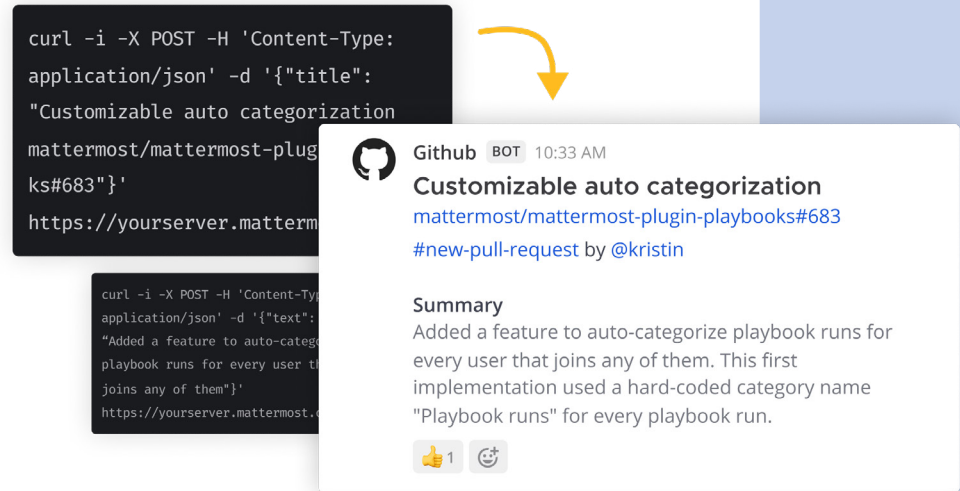 curl -i -X POST -H 'Content-Type:
application/json' -d '{"title":
"Customizable auto categorization
mattermost/mattermost-plug
ks#683"}'
https://yourserver.matterm
Github BOT 10:33 AM
Customizable auto categorization
mattermost/mattermost-plugin-playbooks#683
#new-pull-request by @kristin
Summary
Added a feature to auto-categorize playbook runs for
every user that joins any of them. This first
implementation used a hard-coded category name
"Playbook runs" for every playbook run.
1
curl -i -X POST -H 'Content-Typ
application/json' -d '{"text":
“Added a feature to auto-catego
playbook runs for every user th
joins any of them"}'
https://yourserver.mattermost.c